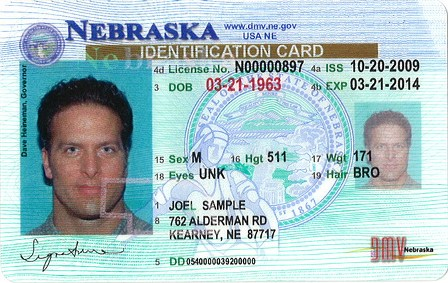 NEBRASKA
www.dmv.ne.gov
USA NE
IDENTIFICATION CARD
4d License No. N00000897 4a ISS 10-20-2009
3 DOB 03-21-1963 4b EXP 03-21-2014
Dave Heineman, Governor
15 Sex M 16 Hgt 511 17 Wgt 171
18 Eyes UNK 19 Hair BRO
1 JOEL SAMPLE
8 762 ALDERMAN RD
KEARNEY, NE 87717
5 DD 0540000039200000
Signature
DMV Nebraska
1867